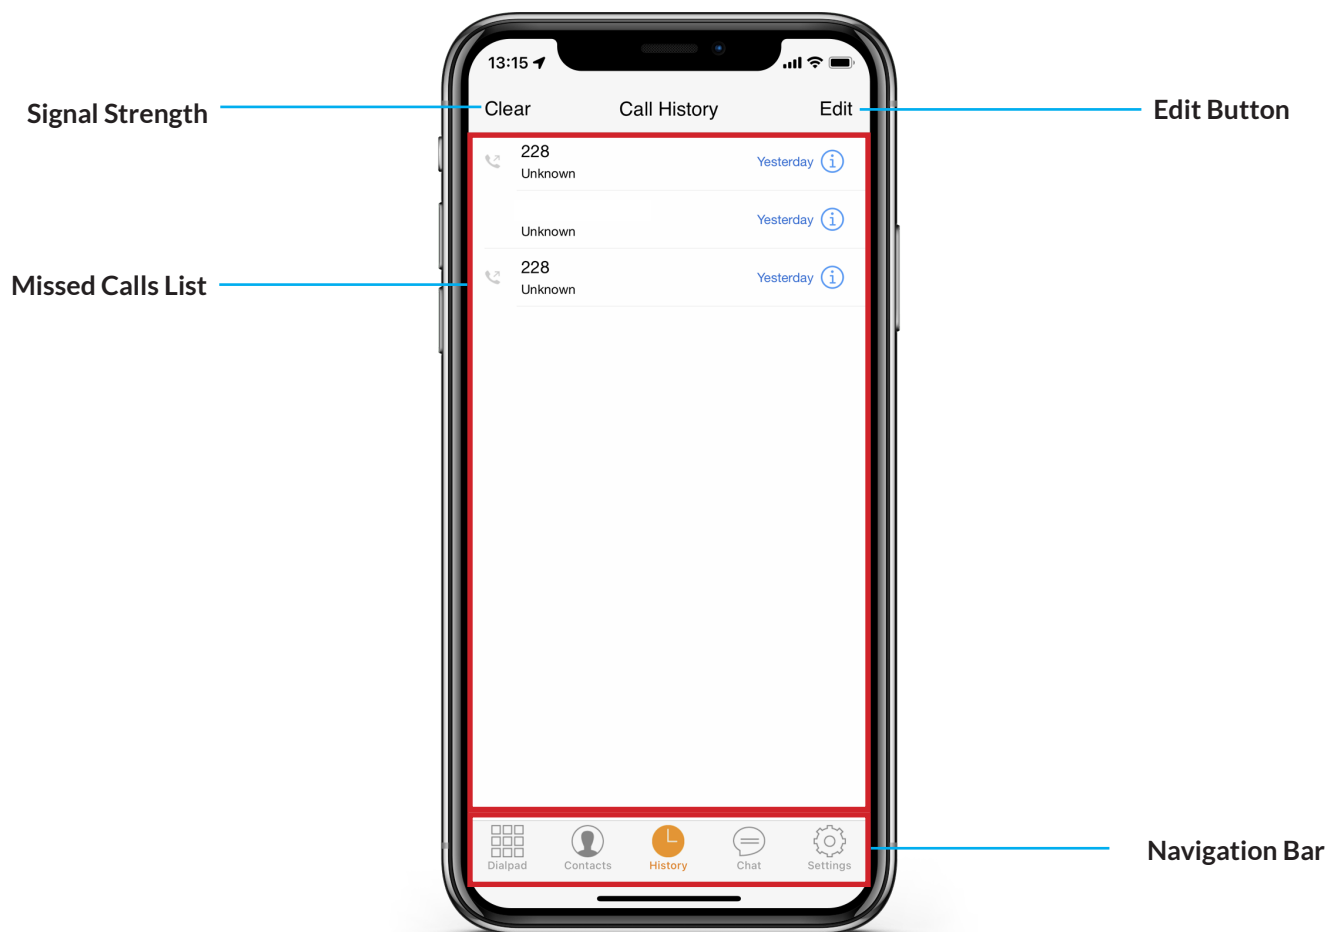 13:15
Signal Strength
Clear Call History Edit
Edit Button
228
Unknown
Yesterday
Unknown
Yesterday
228
Unknown
Yesterday
Missed Calls List
Dialpad Contacts History Chat Settings
Navigation Bar